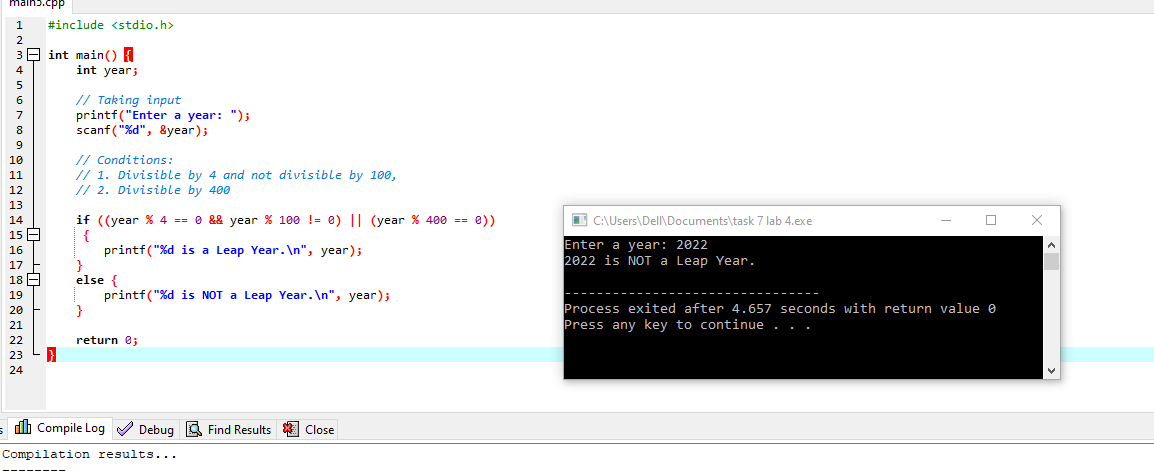 main5.cpp
1 #include <stdio.h>
2
3 int main() {
4 int year;
5
6 // Taking input
7 printf("Enter a year: ");
8 scanf("%d", &year);
9
10 // Conditions:
11 // 1. Divisible by 4 and not divisible by 100,
12 // 2. Divisible by 400
13
14 if ((year % 4 == 0 && year % 100 != 0) || (year % 400 == 0))
15 {
16 printf("%d is a Leap Year.\n", year);
17 }
18 else {
19 printf("%d is NOT a Leap Year.\n", year);
20 }
21
22 return 0;
23 }
24
C:\Users\Dell\Documents\task 7 lab 4.exe
Enter a year: 2022
2022 is NOT a Leap Year.
--------------------------------
Process exited after 4.657 seconds with return value 0
Press any key to continue . . .
s Compile Log Debug Find Results Close
Compilation results...
--------